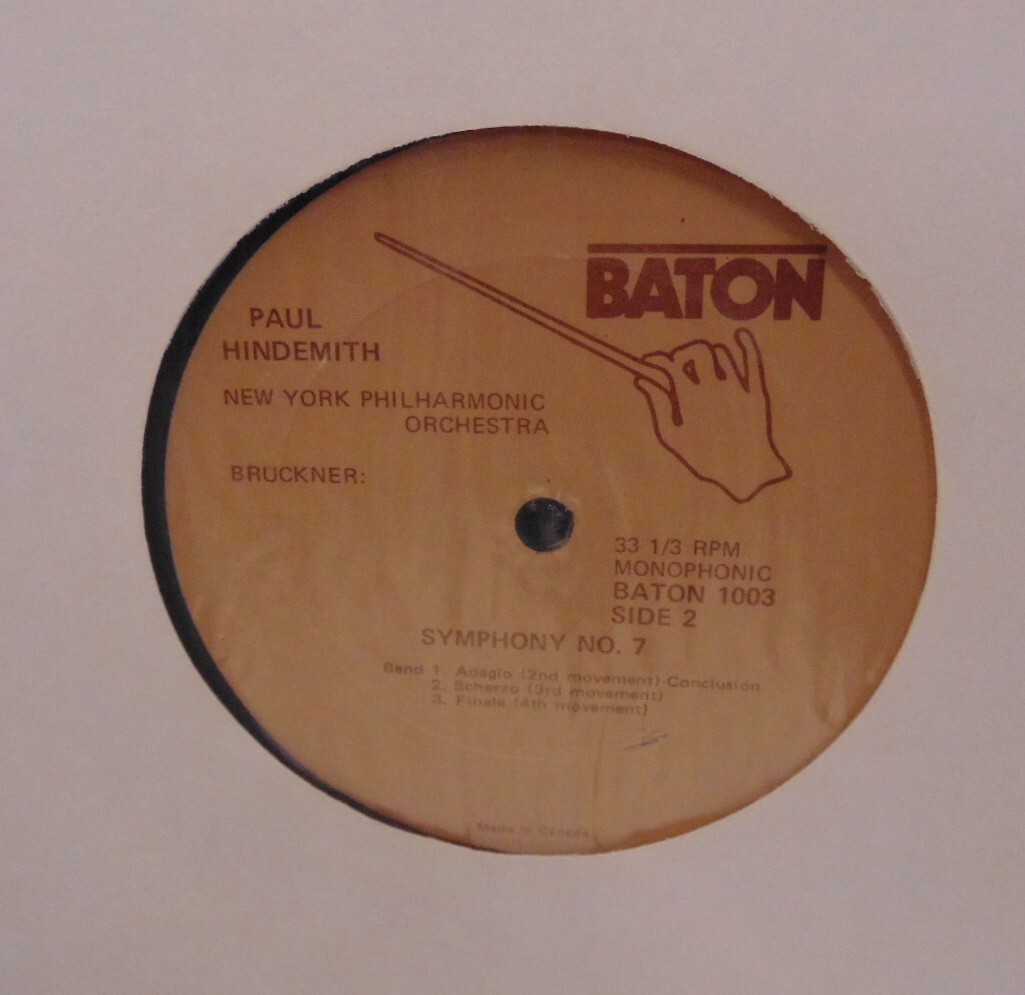 BATON
PAUL
HINDEMITH
NEW YORK PHILHARMONIC
ORCHESTRA
BRUCKNER:
33 1/3 RPM
MONOPHONIC
BATON 1003
SIDE 2
SYMPHONY NO. 7
Band 1. Adagio (2nd movement)-Conclusion
2. Scherzo (3rd movement)
3. Finale (4th movement)
Made in Canada